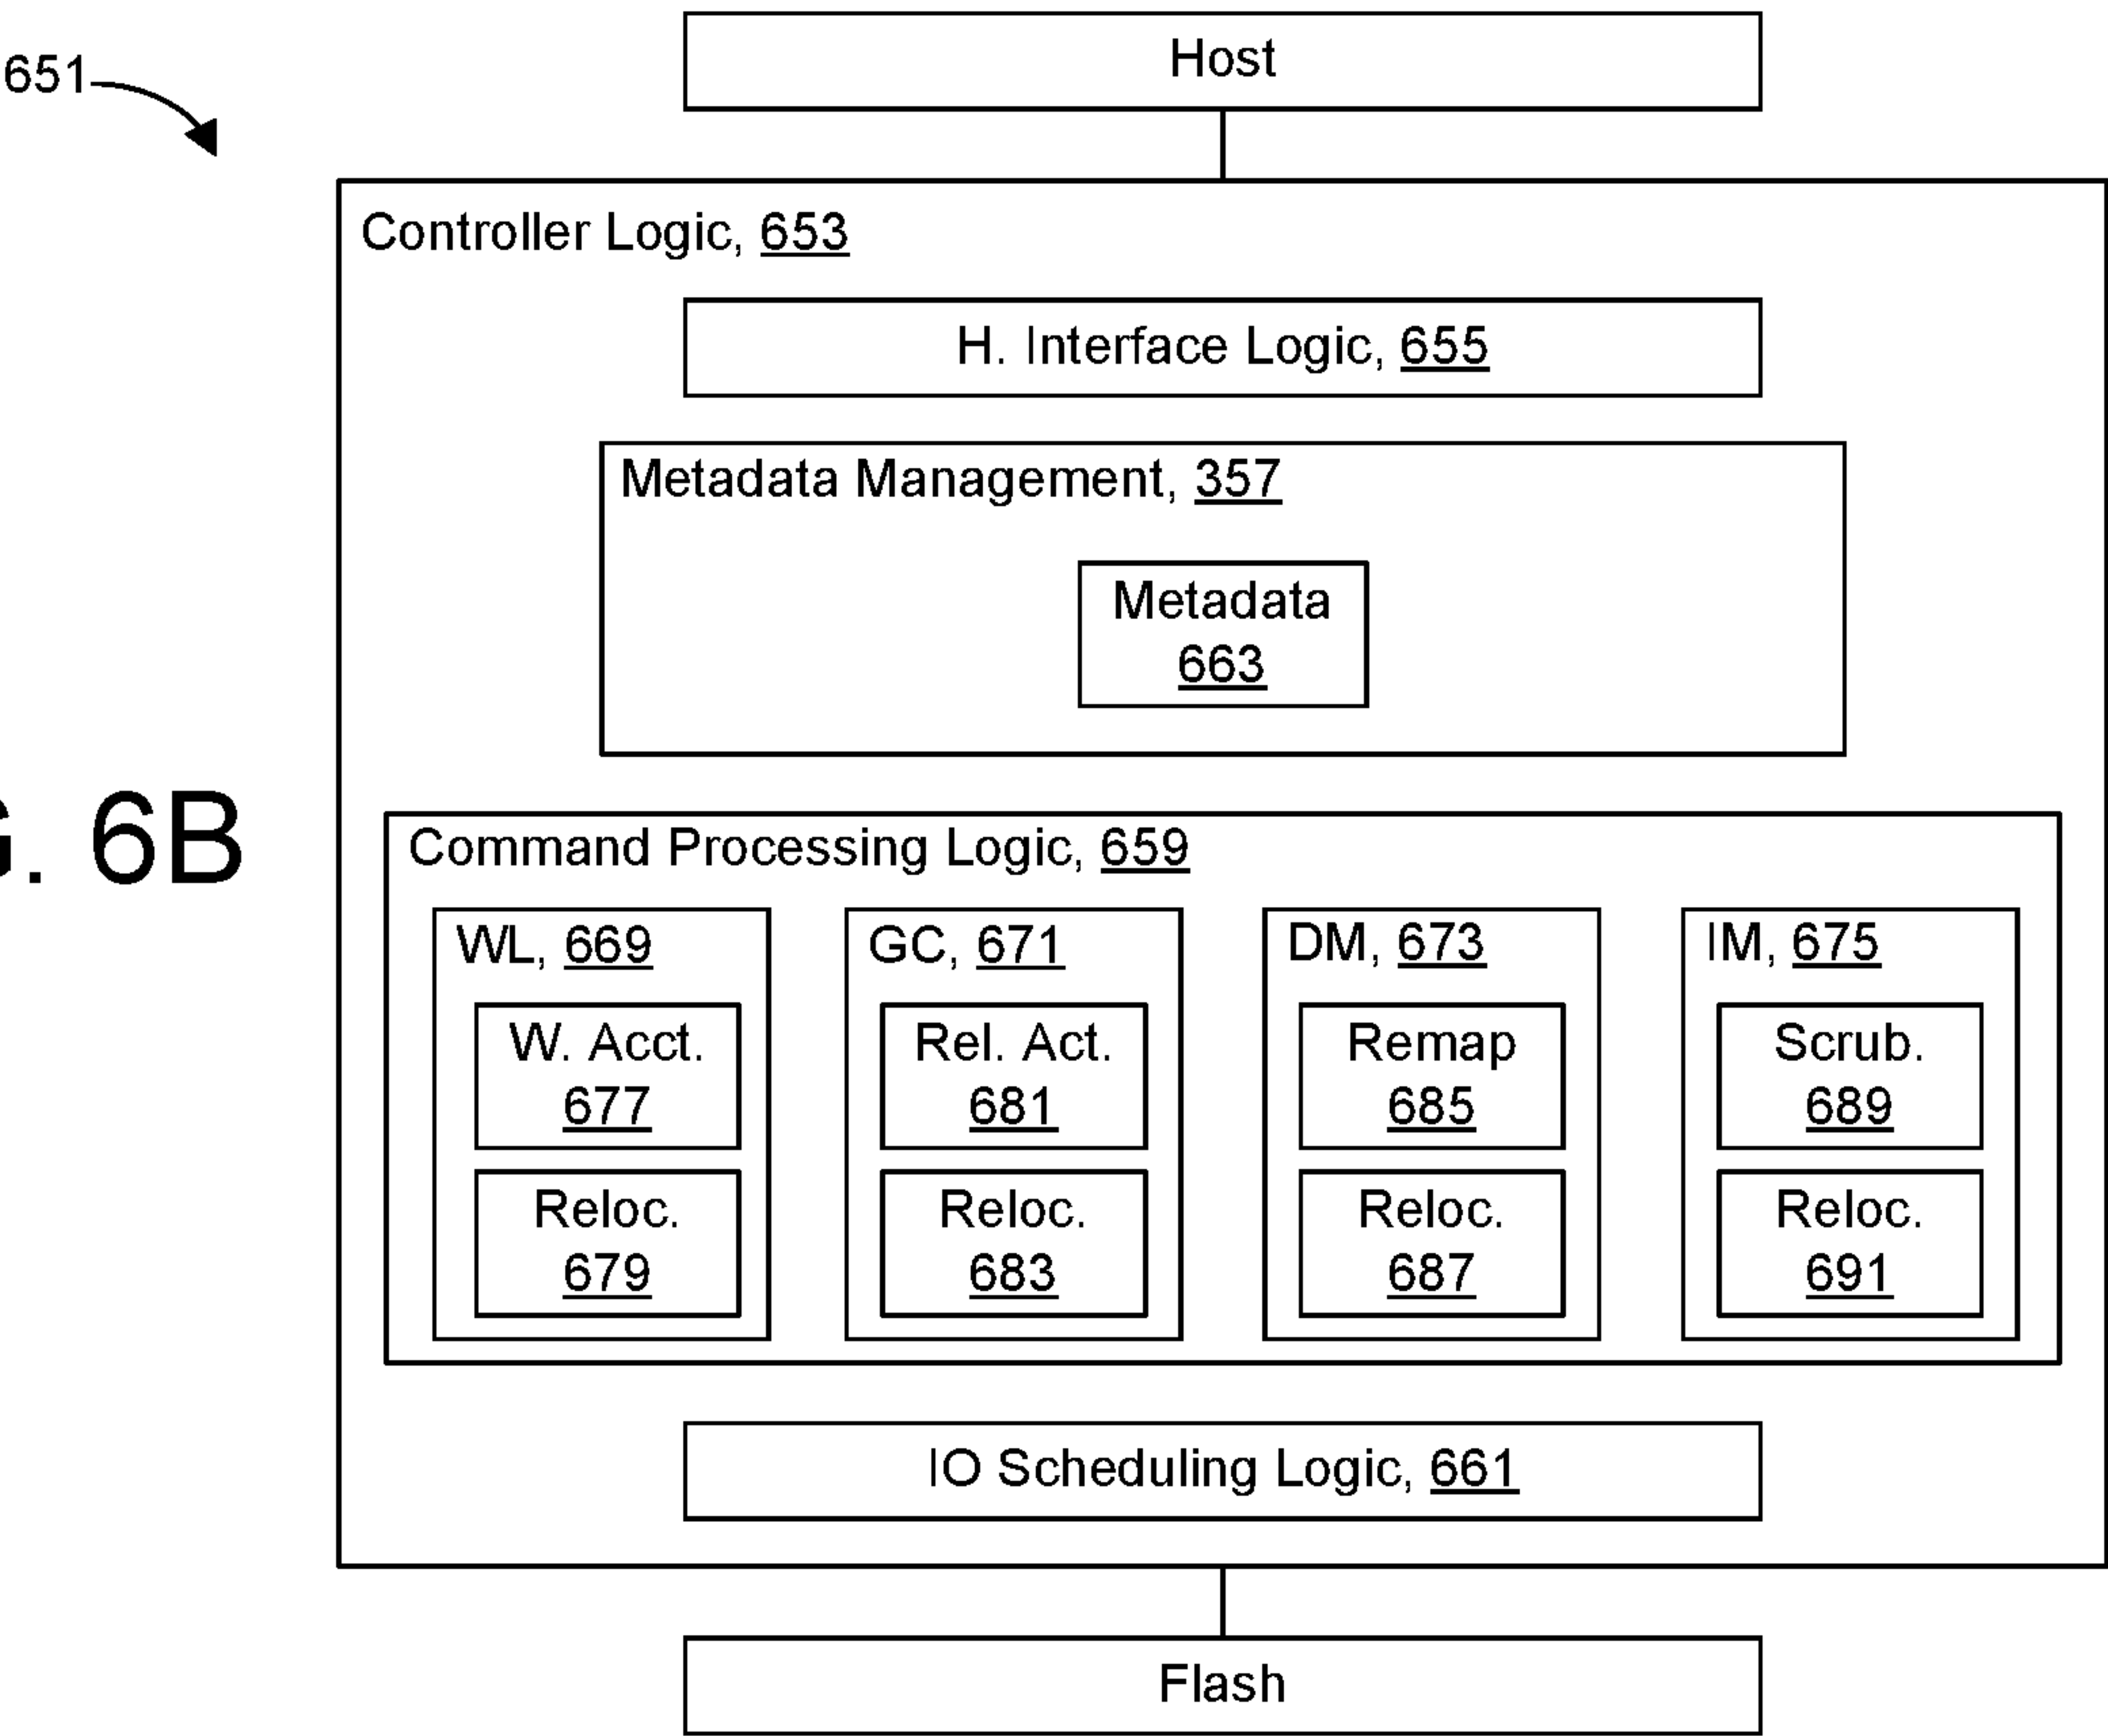 Host
651
Controller Logic, 653
H. Interface Logic, 655
Metadata Management, 357
Metadata
663
G. 6B
Command Processing Logic, 659
WL, 669
W. Acct.
677
Reloc.
679
GC, 671
Rel. Act.
681
Reloc.
683
DM, 673
Remap
685
Reloc.
687
IM, 675
Scrub.
689
Reloc.
691
IO Scheduling Logic, 661
Flash